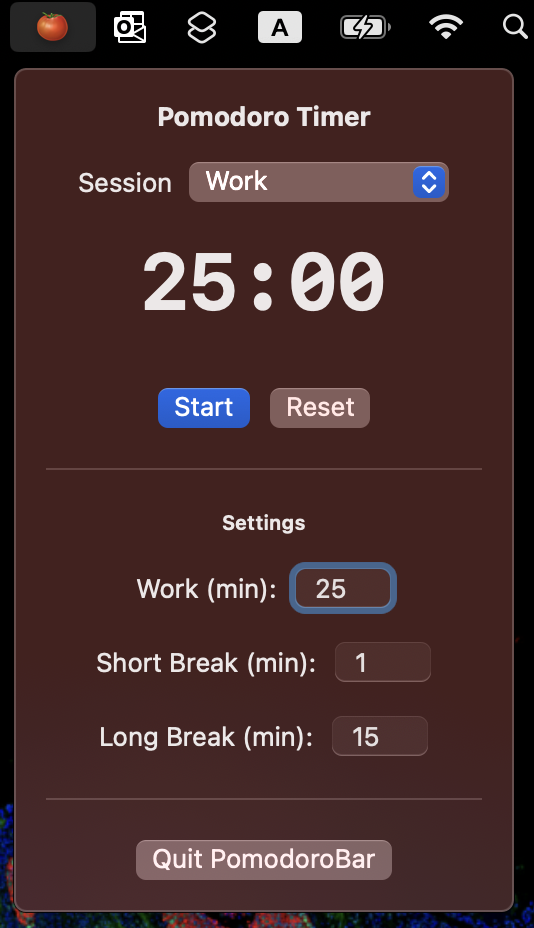 O
A
Pomodoro Timer
Session Work
25:00
Start Reset
Settings
Work (min): 25
Short Break (min): 1
Long Break (min): 15
Quit PomodoroBar